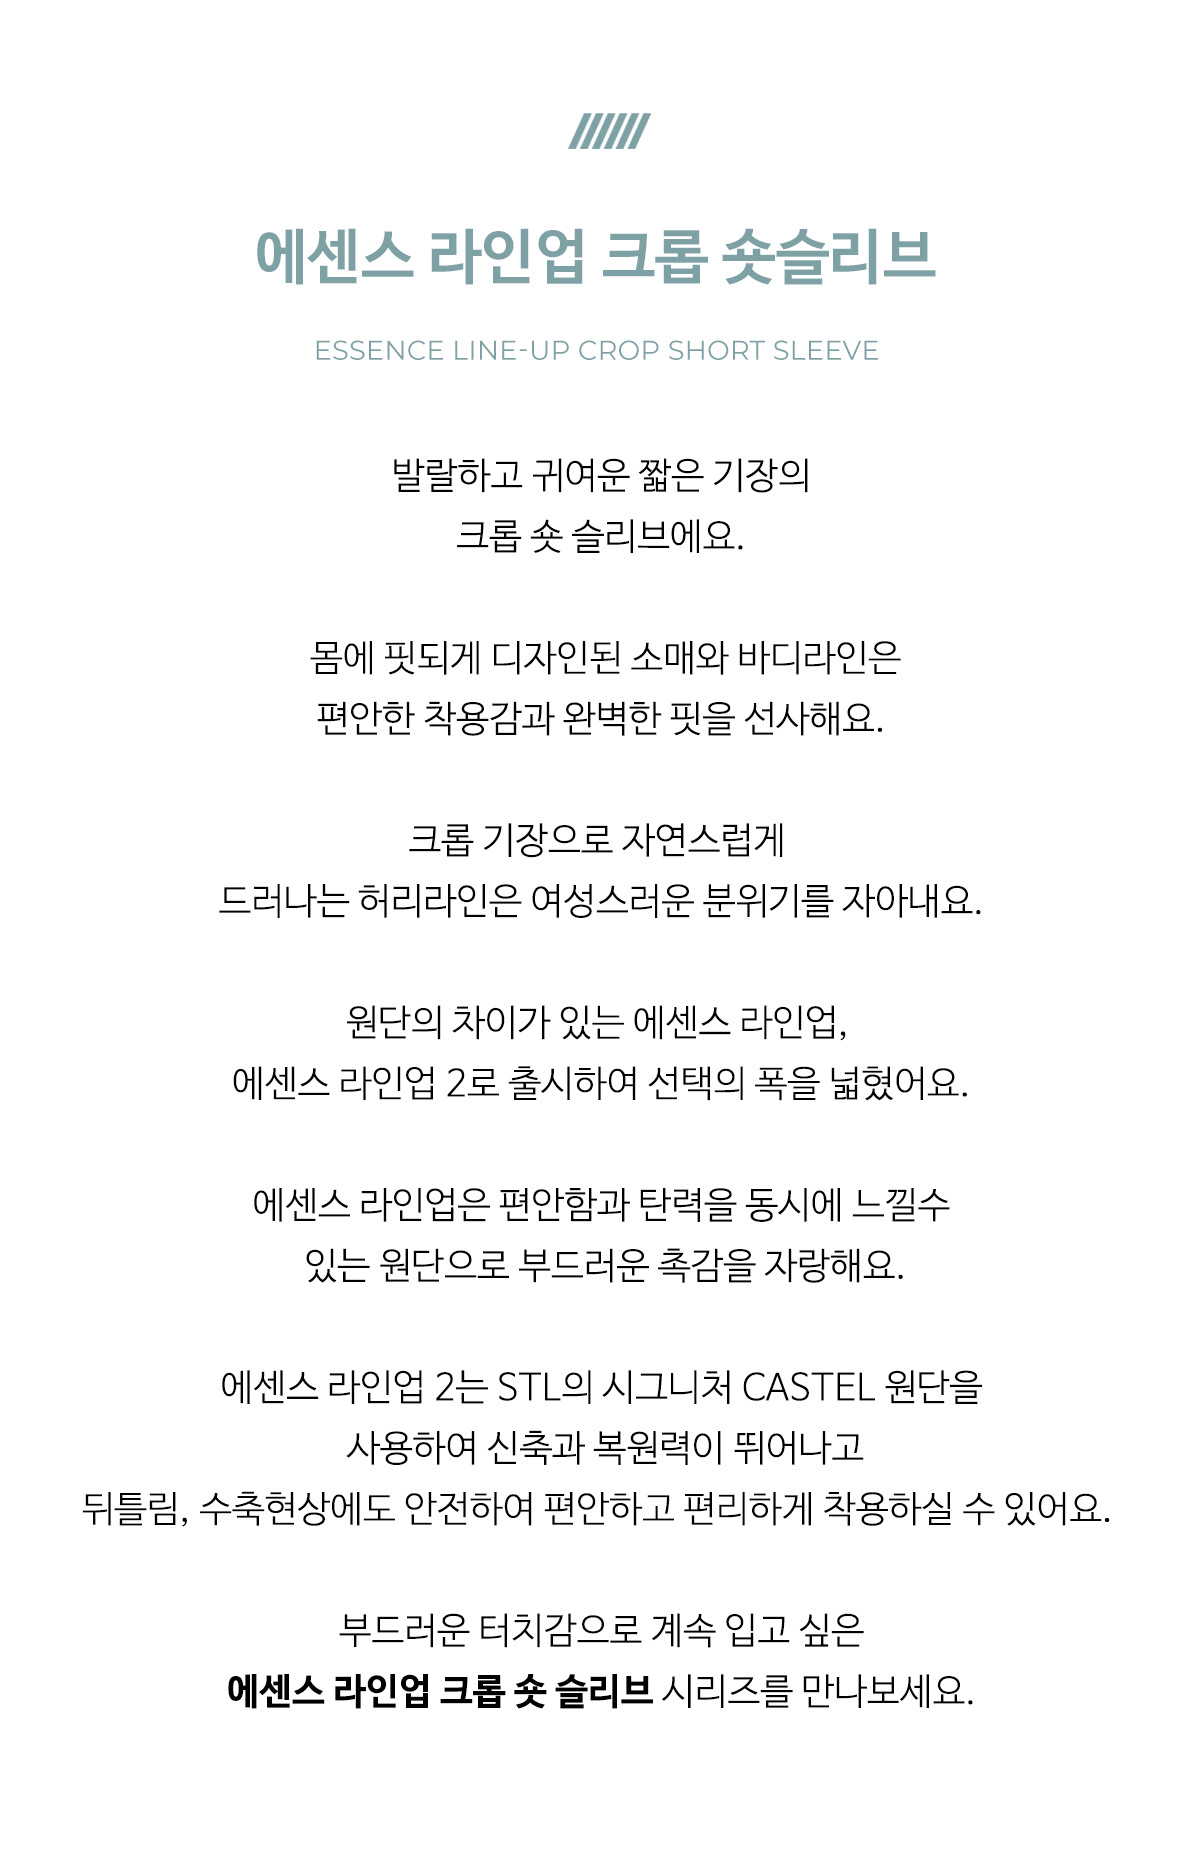 에센스 라인업 크롭 숏슬리브
ESSENCE LINE-UP CROP SHORT SLEEVE
발랄하고 귀여운 짧은 기장의
크롭 숏 슬리브에요.
몸에 핏되게 디자인된 소매와 바디라인은
편안한 착용감과 완벽한 핏을 선사해요.
크롭 기장으로 자연스럽게
드러나는 허리라인은 여성스러운 분위기를 자아내요.
원단의 차이가 있는 에센스 라인업,
에센스 라인업 2로 출시하여 선택의 폭을 넓혔어요.
에센스 라인업은 편안함과 탄력을 동시에 느낄수
있는 원단으로 부드러운 촉감을 자랑해요.
에센스 라인업 2는 STL의 시그니처 CASTEL 원단을
사용하여 신축과 복원력이 뛰어나고
뒤틀림, 수축현상에도 안전하여 편안하고 편리하게 착용하실 수 있어요.
부드러운 터치감으로 계속 입고 싶은
에센스 라인업 크롭 숏 슬리브 시리즈를 만나보세요.